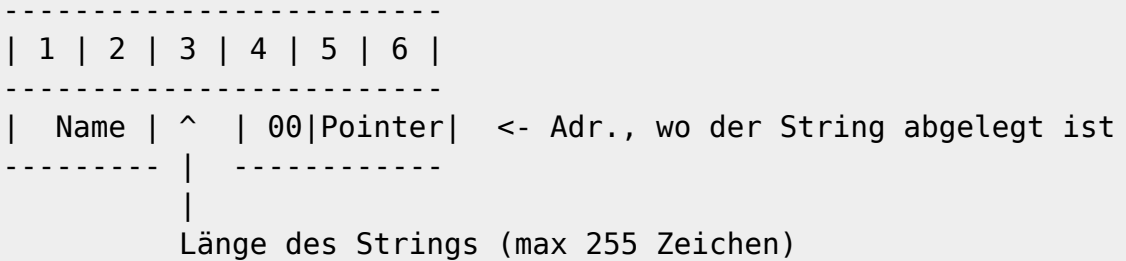 -------------------------
| 1 | 2 | 3 | 4 | 5 | 6 |
-------------------------
|  Name | ^  | 00|Pointer|  <- Adr., wo der String abgelegt ist
--------- |  ------------
          |
          Länge des Strings (max 255 Zeichen)